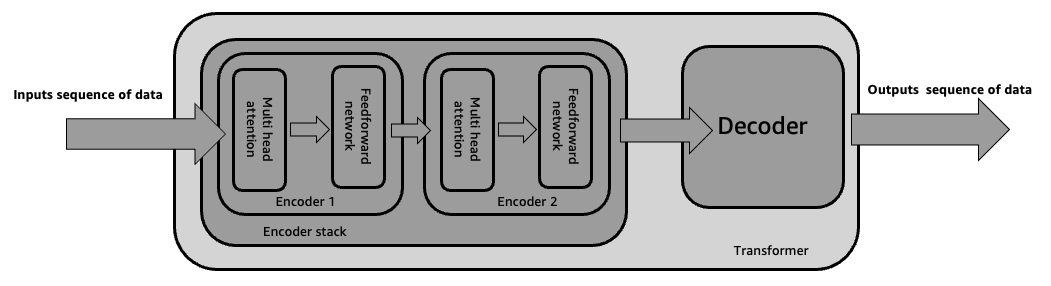 Inputs sequence of data
Multi head
attention
Feedforward
network
Encoder 1
Multi head
attention
Feedforward
network
Encoder 2
Encoder stack
Decoder
Transformer
Outputs  sequence of data